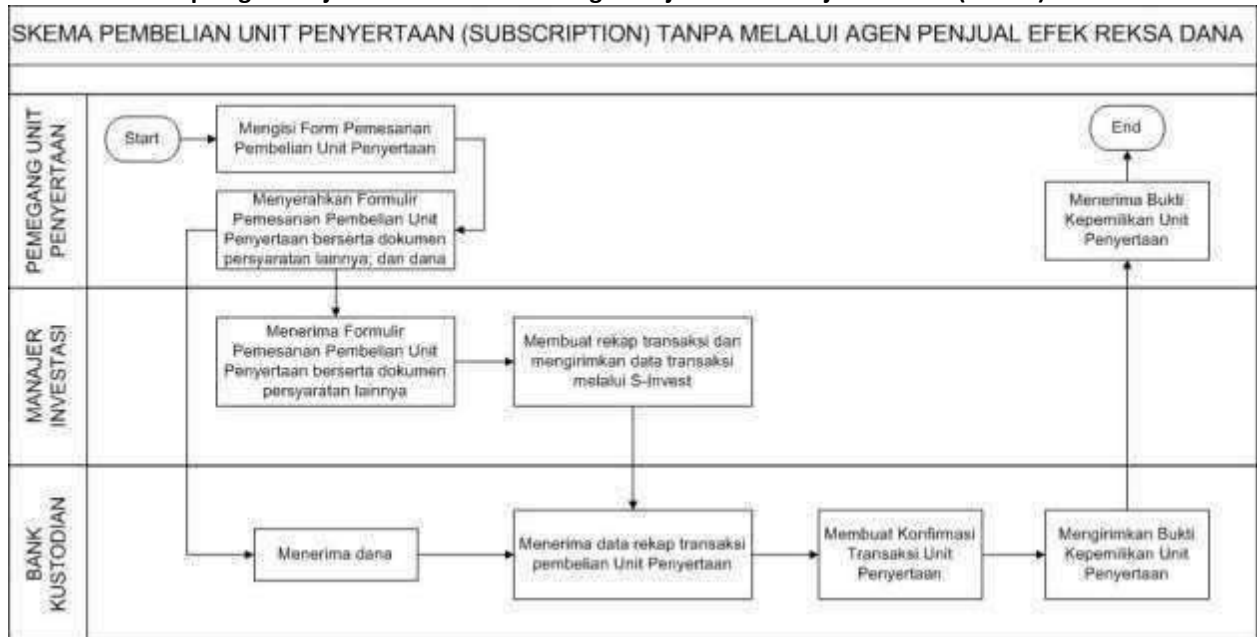 SKEMA PEMBELIAN UNIT PENYERTAAN (SUBSCRIPTION) TANPA MELALUI AGEN PENJUAL EFEK REKSA DANA
PEMEGANG UNIT
PENYERTAAN
Start
Mengisi Form Pemesanan
Pembelian Unit Penyertaan
Menyerahkan Formulir
Pemesanan Pembelian Unit
Penyertaan berserta dokumen
persyaratan lainnya; dan dana
End
Menerima Bukti
Kepemilikan Unit
Penyertaan
MANAJER
INVESTASI
Menerima Formulir
Pemesanan Pembelian Unit
Penyertaan berserta dokumen
persyaratan lainnya
Membuat rekap transaksi dan
mengirimkan data transaksi
melalui S-Invest
BANK
KUSTODIAN
Menerima dana
Menerima data rekap transaksi
pembelian Unit Penyertaan
Membuat Konfirmasi
Transaksi Unit
Penyertaan
Mengirimkan Bukti
Kepemilikan Unit
Penyertaan